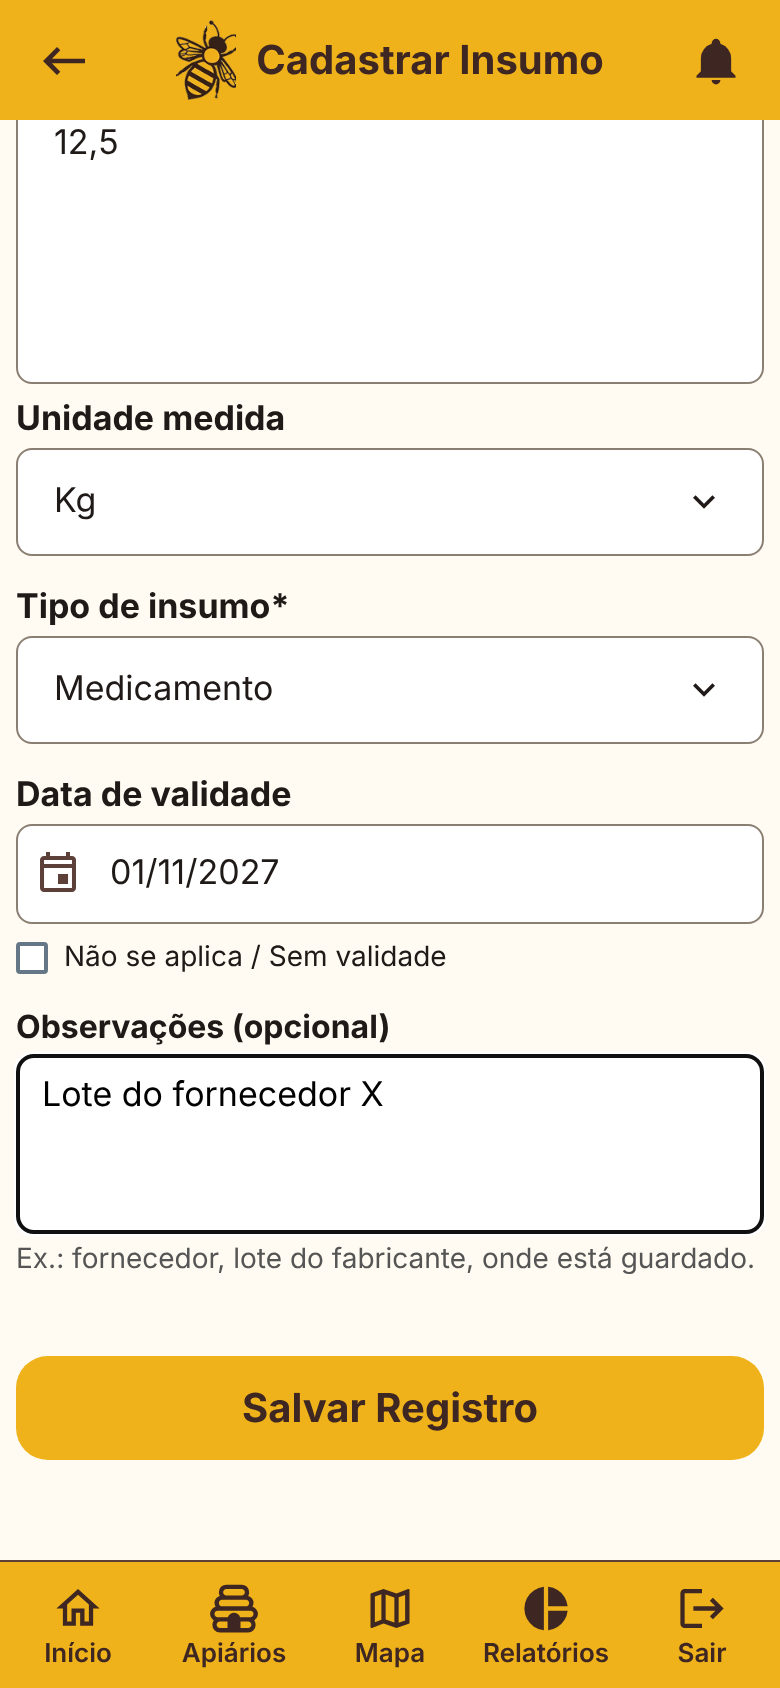 Cadastrar Insumo
12,5
Unidade medida
Kg
Tipo de insumo*
Medicamento
Data de validade
01/11/2027
Não se aplica / Sem validade
Observações (opcional)
Lote do fornecedor X
Ex.: fornecedor, lote do fabricante, onde está guardado.
Salvar Registro
Início
Apiários
Mapa
Relatórios
Sair